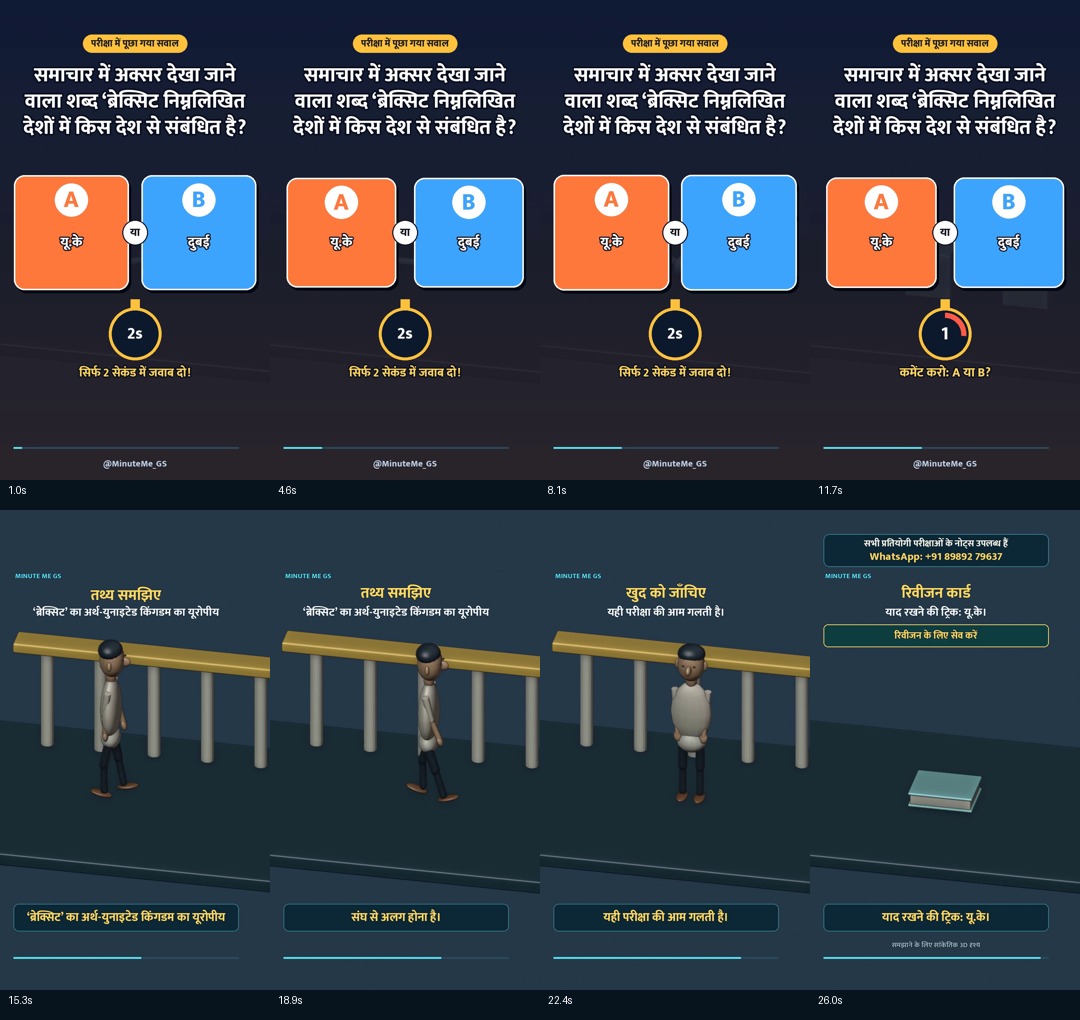 परीक्षा में पूछा गया सवाल
समाचार में अक्सर देखा जाने
वाला शब्द ‘ब्रेक्सिट निम्नलिखित
देशों में किस देश से संबंधित है?
A
B
यू.के
या
दुबई
2s
सिर्फ 2 सेकंड में जवाब दो!
@MinuteMe_GS
1.0s
परीक्षा में पूछा गया सवाल
समाचार में अक्सर देखा जाने
वाला शब्द ‘ब्रेक्सिट निम्नलिखित
देशों में किस देश से संबंधित है?
A
B
यू.के
या
दुबई
2s
सिर्फ 2 सेकंड में जवाब दो!
@MinuteMe_GS
4.6s
परीक्षा में पूछा गया सवाल
समाचार में अक्सर देखा जाने
वाला शब्द ‘ब्रेक्सिट निम्नलिखित
देशों में किस देश से संबंधित है?
A
B
यू.के
या
दुबई
2s
सिर्फ 2 सेकंड में जवाब दो!
@MinuteMe_GS
8.1s
परीक्षा में पूछा गया सवाल
समाचार में अक्सर देखा जाने
वाला शब्द ‘ब्रेक्सिट निम्नलिखित
देशों में किस देश से संबंधित है?
A
B
यू.के
या
दुबई
1
कमेंट करो: A या B?
@MinuteMe_GS
11.7s
MINUTE ME GS
तथ्य समझिए
‘ब्रेक्सिट’ का अर्थ-युनाइटेड किंगडम का यूरोपीय
‘ब्रेक्सिट’ का अर्थ-युनाइटेड किंगडम का यूरोपीय
15.3s
MINUTE ME GS
तथ्य समझिए
‘ब्रेक्सिट’ का अर्थ-युनाइटेड किंगडम का यूरोपीय
संघ से अलग होना है।
18.9s
MINUTE ME GS
खुद को जाँचिए
यही परीक्षा की आम गलती है।
यही परीक्षा की आम गलती है।
22.4s
सभी प्रतियोगी परीक्षाओं के नोट्स उपलब्ध हैं
WhatsApp: +91 89892 79637
MINUTE ME GS
रिवीजन कार्ड
याद रखने की ट्रिक: यू.के।
रिवीजन के लिए सेव करें
याद रखने की ट्रिक: यू.के।
समझाने के लिए सांकेतिक 3D दृश्य
26.0s